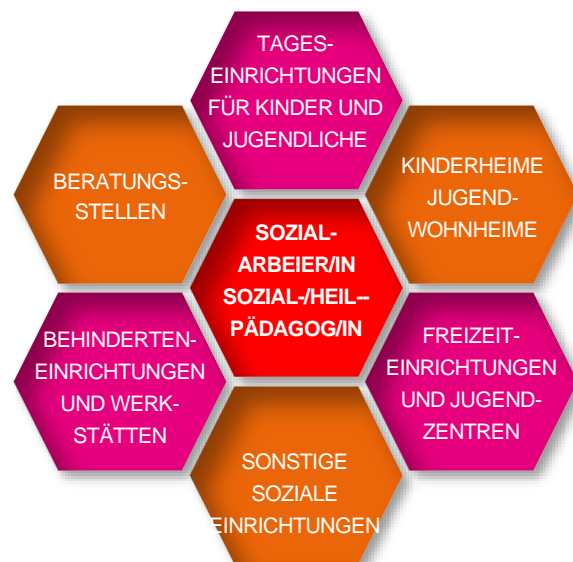 TAGES-
EINRICHTUNGEN
FÜR KINDER UND
JUGENDLICHE
BERATUNGS-
STELLEN
KINDERHEIME
JUGEND-
WOHNHEIME
SOZIAL-
ARBEIER/IN
SOZIAL-/HEIL–
PÄDAGOG/IN
BEHINDERTEN-
EINRICHTUNGEN
UND WERK-
STÄTTEN
FREIZEIT-
EINRICHTUNGEN
UND JUGEND-
ZENTREN
SONSTIGE
SOZIALE
EINRICHTUNGEN